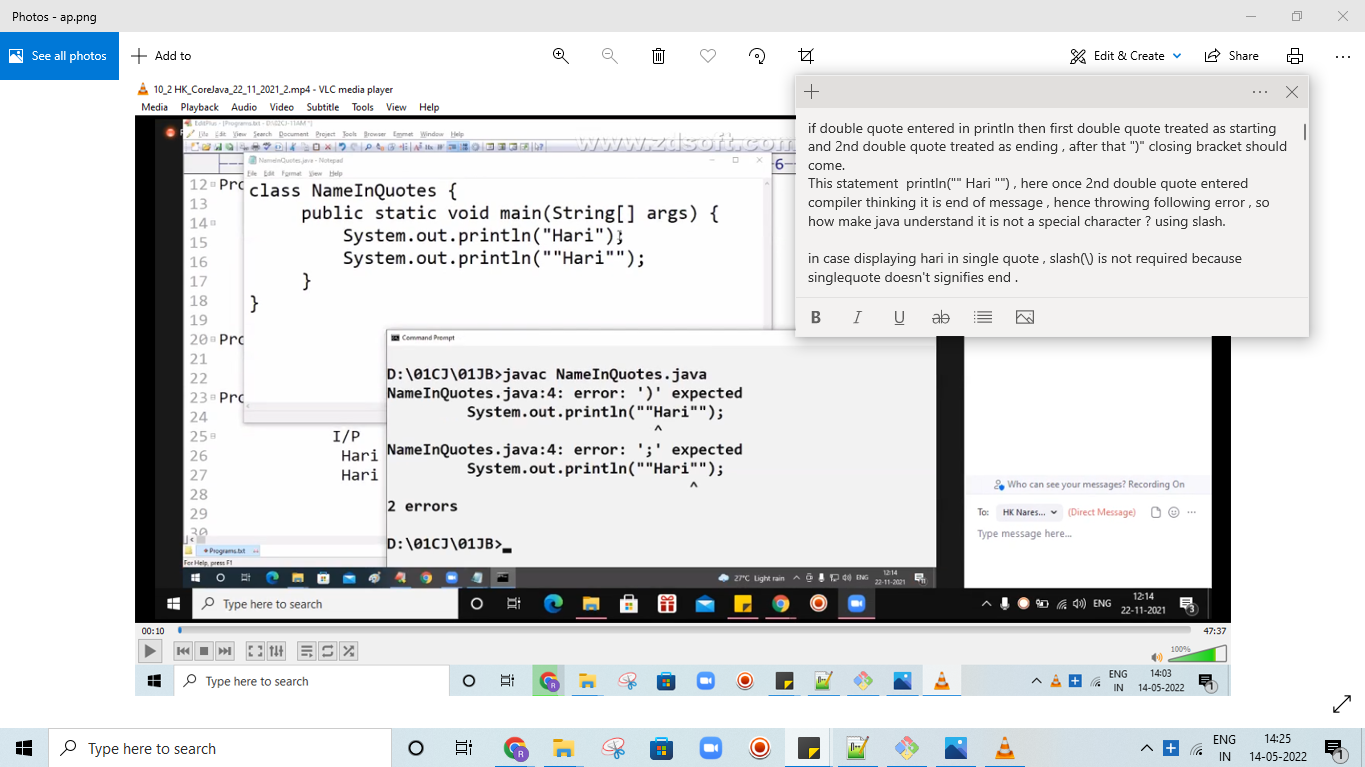 Photos - ap.png
See all photos
Add to
Edit & Create
Share
10_2 HK_CoreJava_22_11_2021_2.mp4 - VLC media player
Media Playback Audio Video Subtitle Tools View Help
EditPlus - [Programs.txt - D:\02CJ-11AM *]
File Edit View Search Document Project Tools Browser Emmet Window Help
www.zdsoft.com
NameInQuotes.java - Notepad
File Edit Format View Help
6
12 Pro
13
14
15
16
17
18
19
20 Pro
21
22
23 Pro
24
25 I/P
26 Hari
27 Hari
28
29
30
class NameInQuotes {
public static void main(String[] args) {
System.out.println("Hari");
System.out.println(""Hari"");
}
}
Command Prompt
D:\01CJ\01JB>javac NameInQuotes.java
NameInQuotes.java:4: error: ')' expected
System.out.println(""Hari"");
^
NameInQuotes.java:4: error: ';' expected
System.out.println(""Hari"");
^
2 errors
D:\01CJ\01JB>
Programs.txt
For Help, press F1
27°C Light rain
ENG
12:14
22-11-2021
if double quote entered in println then first double quote treated as starting
and 2nd double quote treated as ending , after that ")" closing bracket should
come.
This statement println("" Hari "") , here once 2nd double quote entered
compiler thinking it is end of message , hence throwing following error , so
how make java understand it is not a special character ? using slash.
in case displaying hari in single quote , slash(\) is not required because
singlequote doesn't signifies end .
B I U ab
Who can see your messages? Recording On
To: HK Nares... (Direct Message)
Type message here...
Type here to search
ENG
12:14
22-11-2021
3
00:10
47:37
100%
Type here to search
ENG
IN
14:03
14-05-2022
1
Type here to search
ENG
IN
14:25
14-05-2022
1